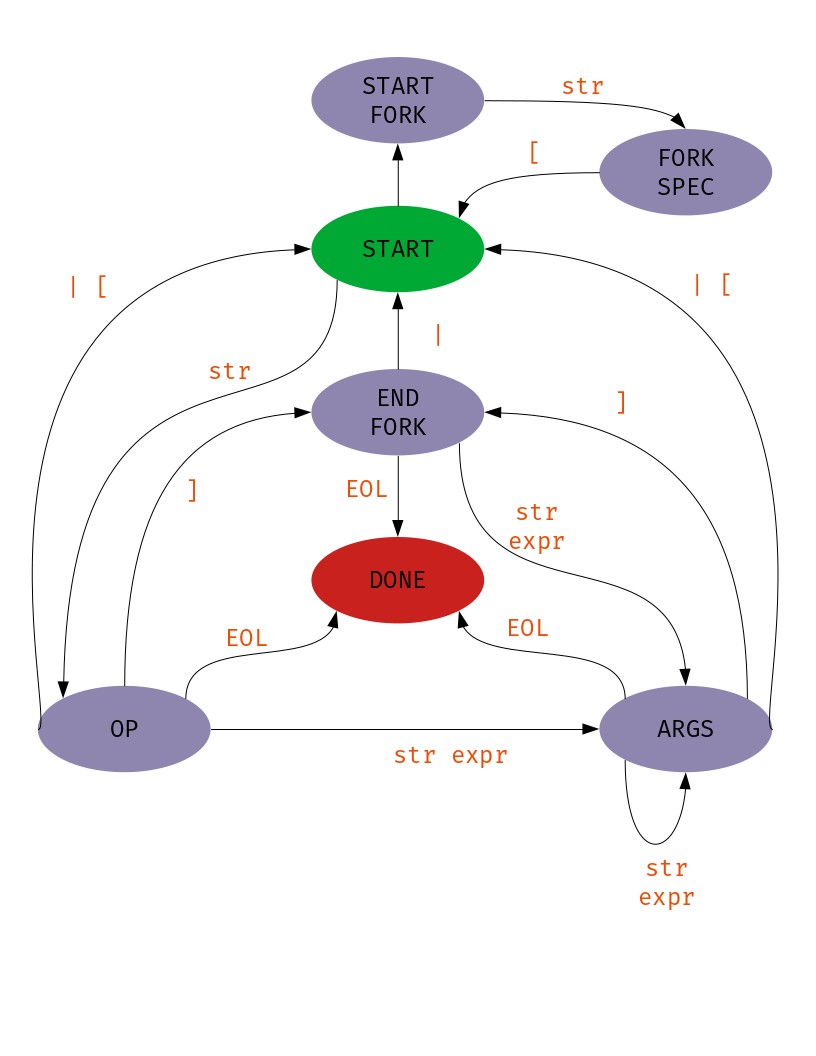 START
FORK
str
FORK
SPEC
[
START
| [
| [
|
str
END
FORK
]
]
EOL
str
expr
DONE
EOL
EOL
OP
ARGS
str expr
str
expr